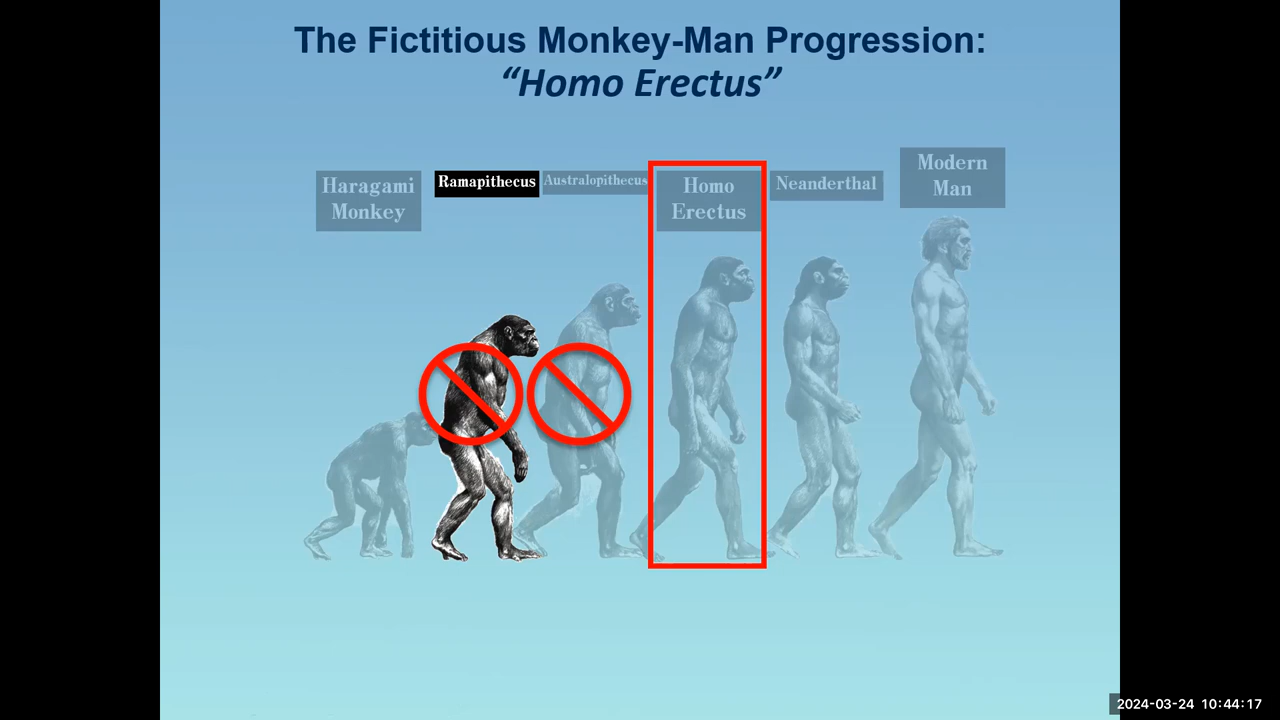 The Fictitious Monkey-Man Progression:
“Homo Erectus”
Haragami
Monkey
Ramapithecus
Australopithecus
Homo
Erectus
Neanderthal
Modern
Man
2024-03-24 10:44:17